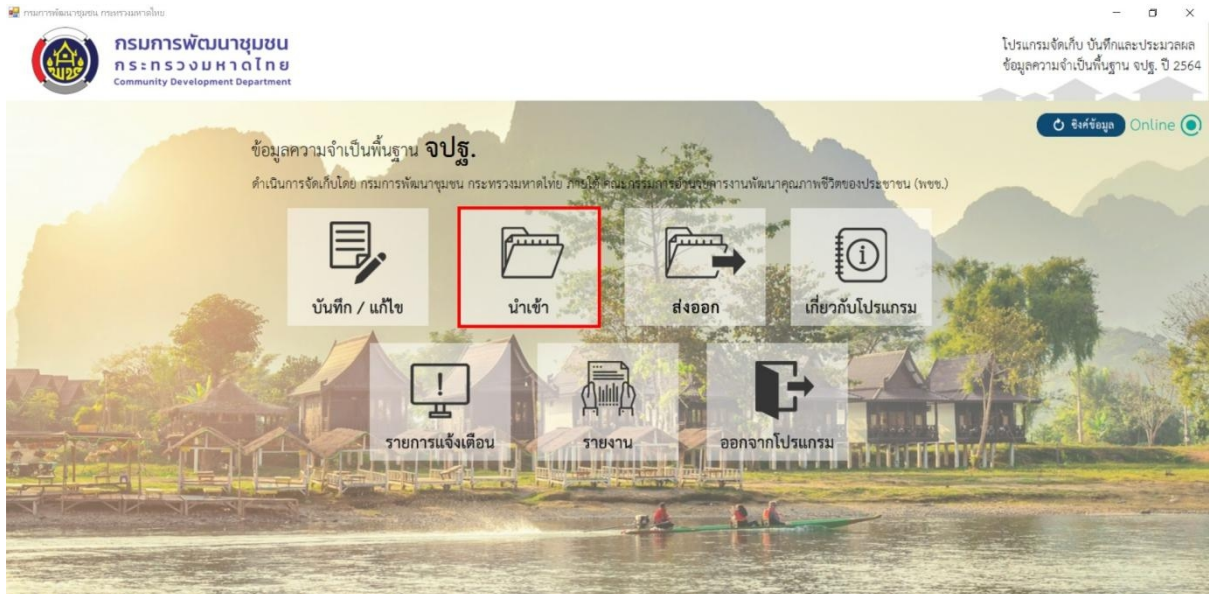 กรมการพัฒนาชุมชน กระทรวงมหาดไทย
กรมการพัฒนาชุมชน
กระทรวงมหาดไทย
Community Development Department
โปรแกรมจัดเก็บ บันทึกและประมวลผล
ข้อมูลความจำเป็นพื้นฐาน จปฐ. ปี 2564
ซิงค์ข้อมูล Online
ข้อมูลความจำเป็นพื้นฐาน จปฐ.
ดำเนินการจัดเก็บโดย กรมการพัฒนาชุมชน กระทรวงมหาดไทย ภายใต้ คณะกรรมการอำนวยการงานพัฒนาคุณภาพชีวิตของประชาชน (พชช.)
บันทึก / แก้ไข
นำเข้า
ส่งออก
เกี่ยวกับโปรแกรม
รายการแจ้งเตือน
รายงาน
ออกจากโปรแกรม